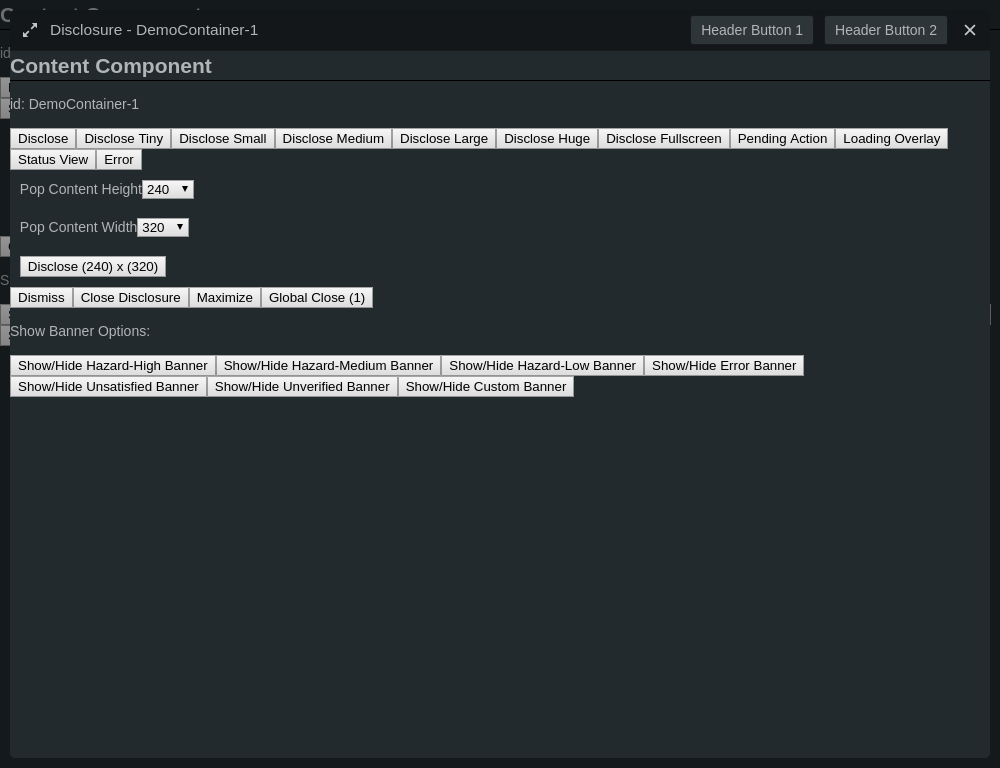 Disclosure - DemoContainer-1 Header Button 1 Header Button 2
Content Component
id: DemoContainer-1
Disclose Disclose Tiny Disclose Small Disclose Medium Disclose Large Disclose Huge Disclose Fullscreen Pending Action Loading Overlay
Status View Error
Pop Content Height 240
Pop Content Width 320
Disclose (240) x (320)
Dismiss Close Disclosure Maximize Global Close (1)
Show Banner Options:
Show/Hide Hazard-High Banner Show/Hide Hazard-Medium Banner Show/Hide Hazard-Low Banner Show/Hide Error Banner
Show/Hide Unsatisfied Banner Show/Hide Unverified Banner Show/Hide Custom Banner